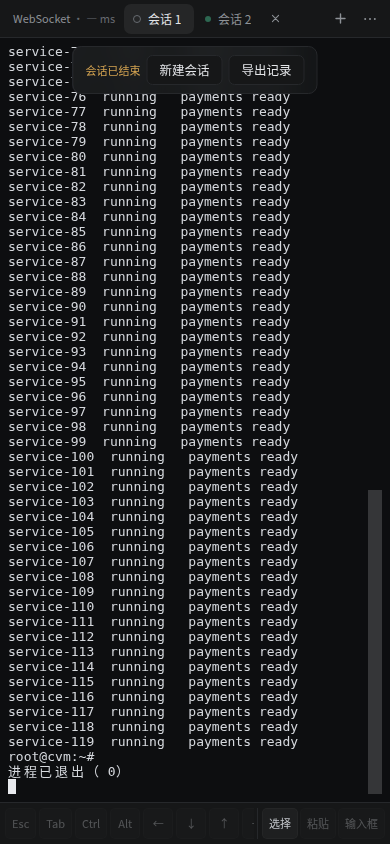 WebSocket · — ms 会话 1 会话 2 × + ···
service-7
service-
service-
会话已结束 新建会话 导出记录
service-76 running payments ready
service-77 running payments ready
service-78 running payments ready
service-79 running payments ready
service-80 running payments ready
service-81 running payments ready
service-82 running payments ready
service-83 running payments ready
service-84 running payments ready
service-85 running payments ready
service-86 running payments ready
service-87 running payments ready
service-88 running payments ready
service-89 running payments ready
service-90 running payments ready
service-91 running payments ready
service-92 running payments ready
service-93 running payments ready
service-94 running payments ready
service-95 running payments ready
service-96 running payments ready
service-97 running payments ready
service-98 running payments ready
service-99 running payments ready
service-100 running payments ready
service-101 running payments ready
service-102 running payments ready
service-103 running payments ready
service-104 running payments ready
service-105 running payments ready
service-106 running payments ready
service-107 running payments ready
service-108 running payments ready
service-109 running payments ready
service-110 running payments ready
service-111 running payments ready
service-112 running payments ready
service-113 running payments ready
service-114 running payments ready
service-115 running payments ready
service-116 running payments ready
service-117 running payments ready
service-118 running payments ready
service-119 running payments ready
root@cvm:~#
进程已退出（ 0）
Esc Tab Ctrl Alt ← ↓ ↑ 选择 粘贴 输入框